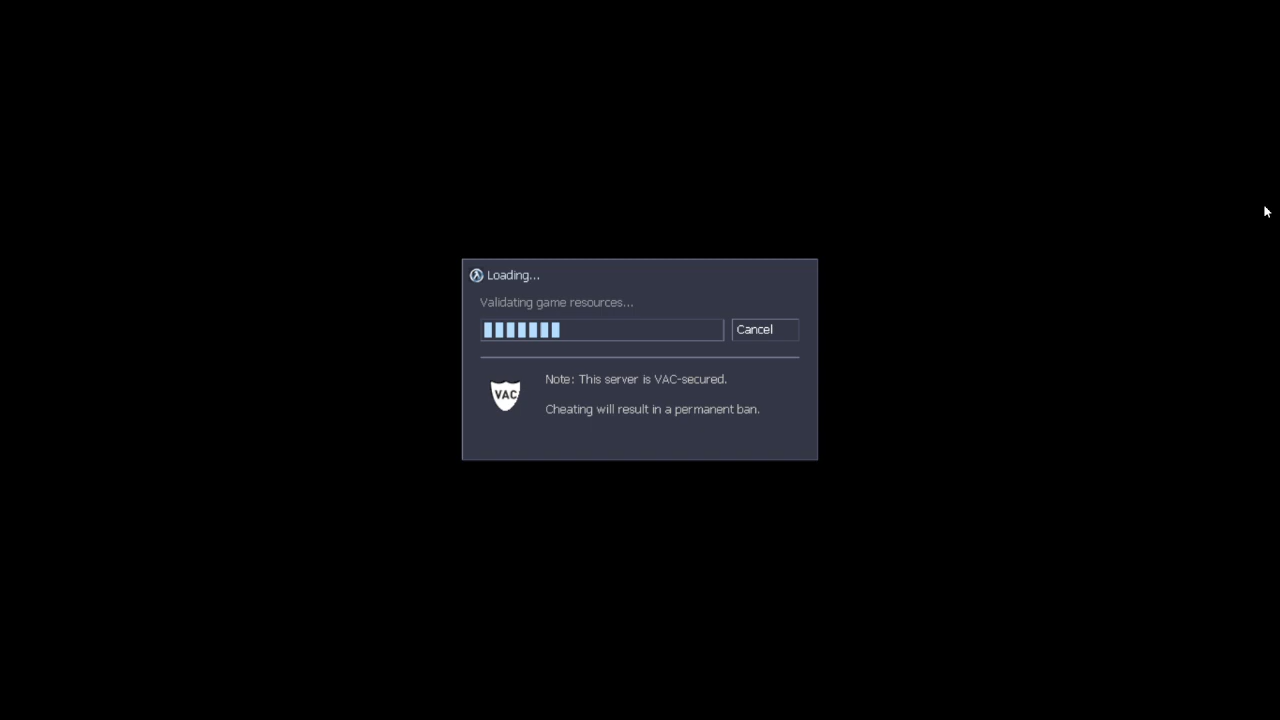 Loading...
Validating game resources...
Cancel
VAC
Note: This server is VAC-secured.
Cheating will result in a permanent ban.